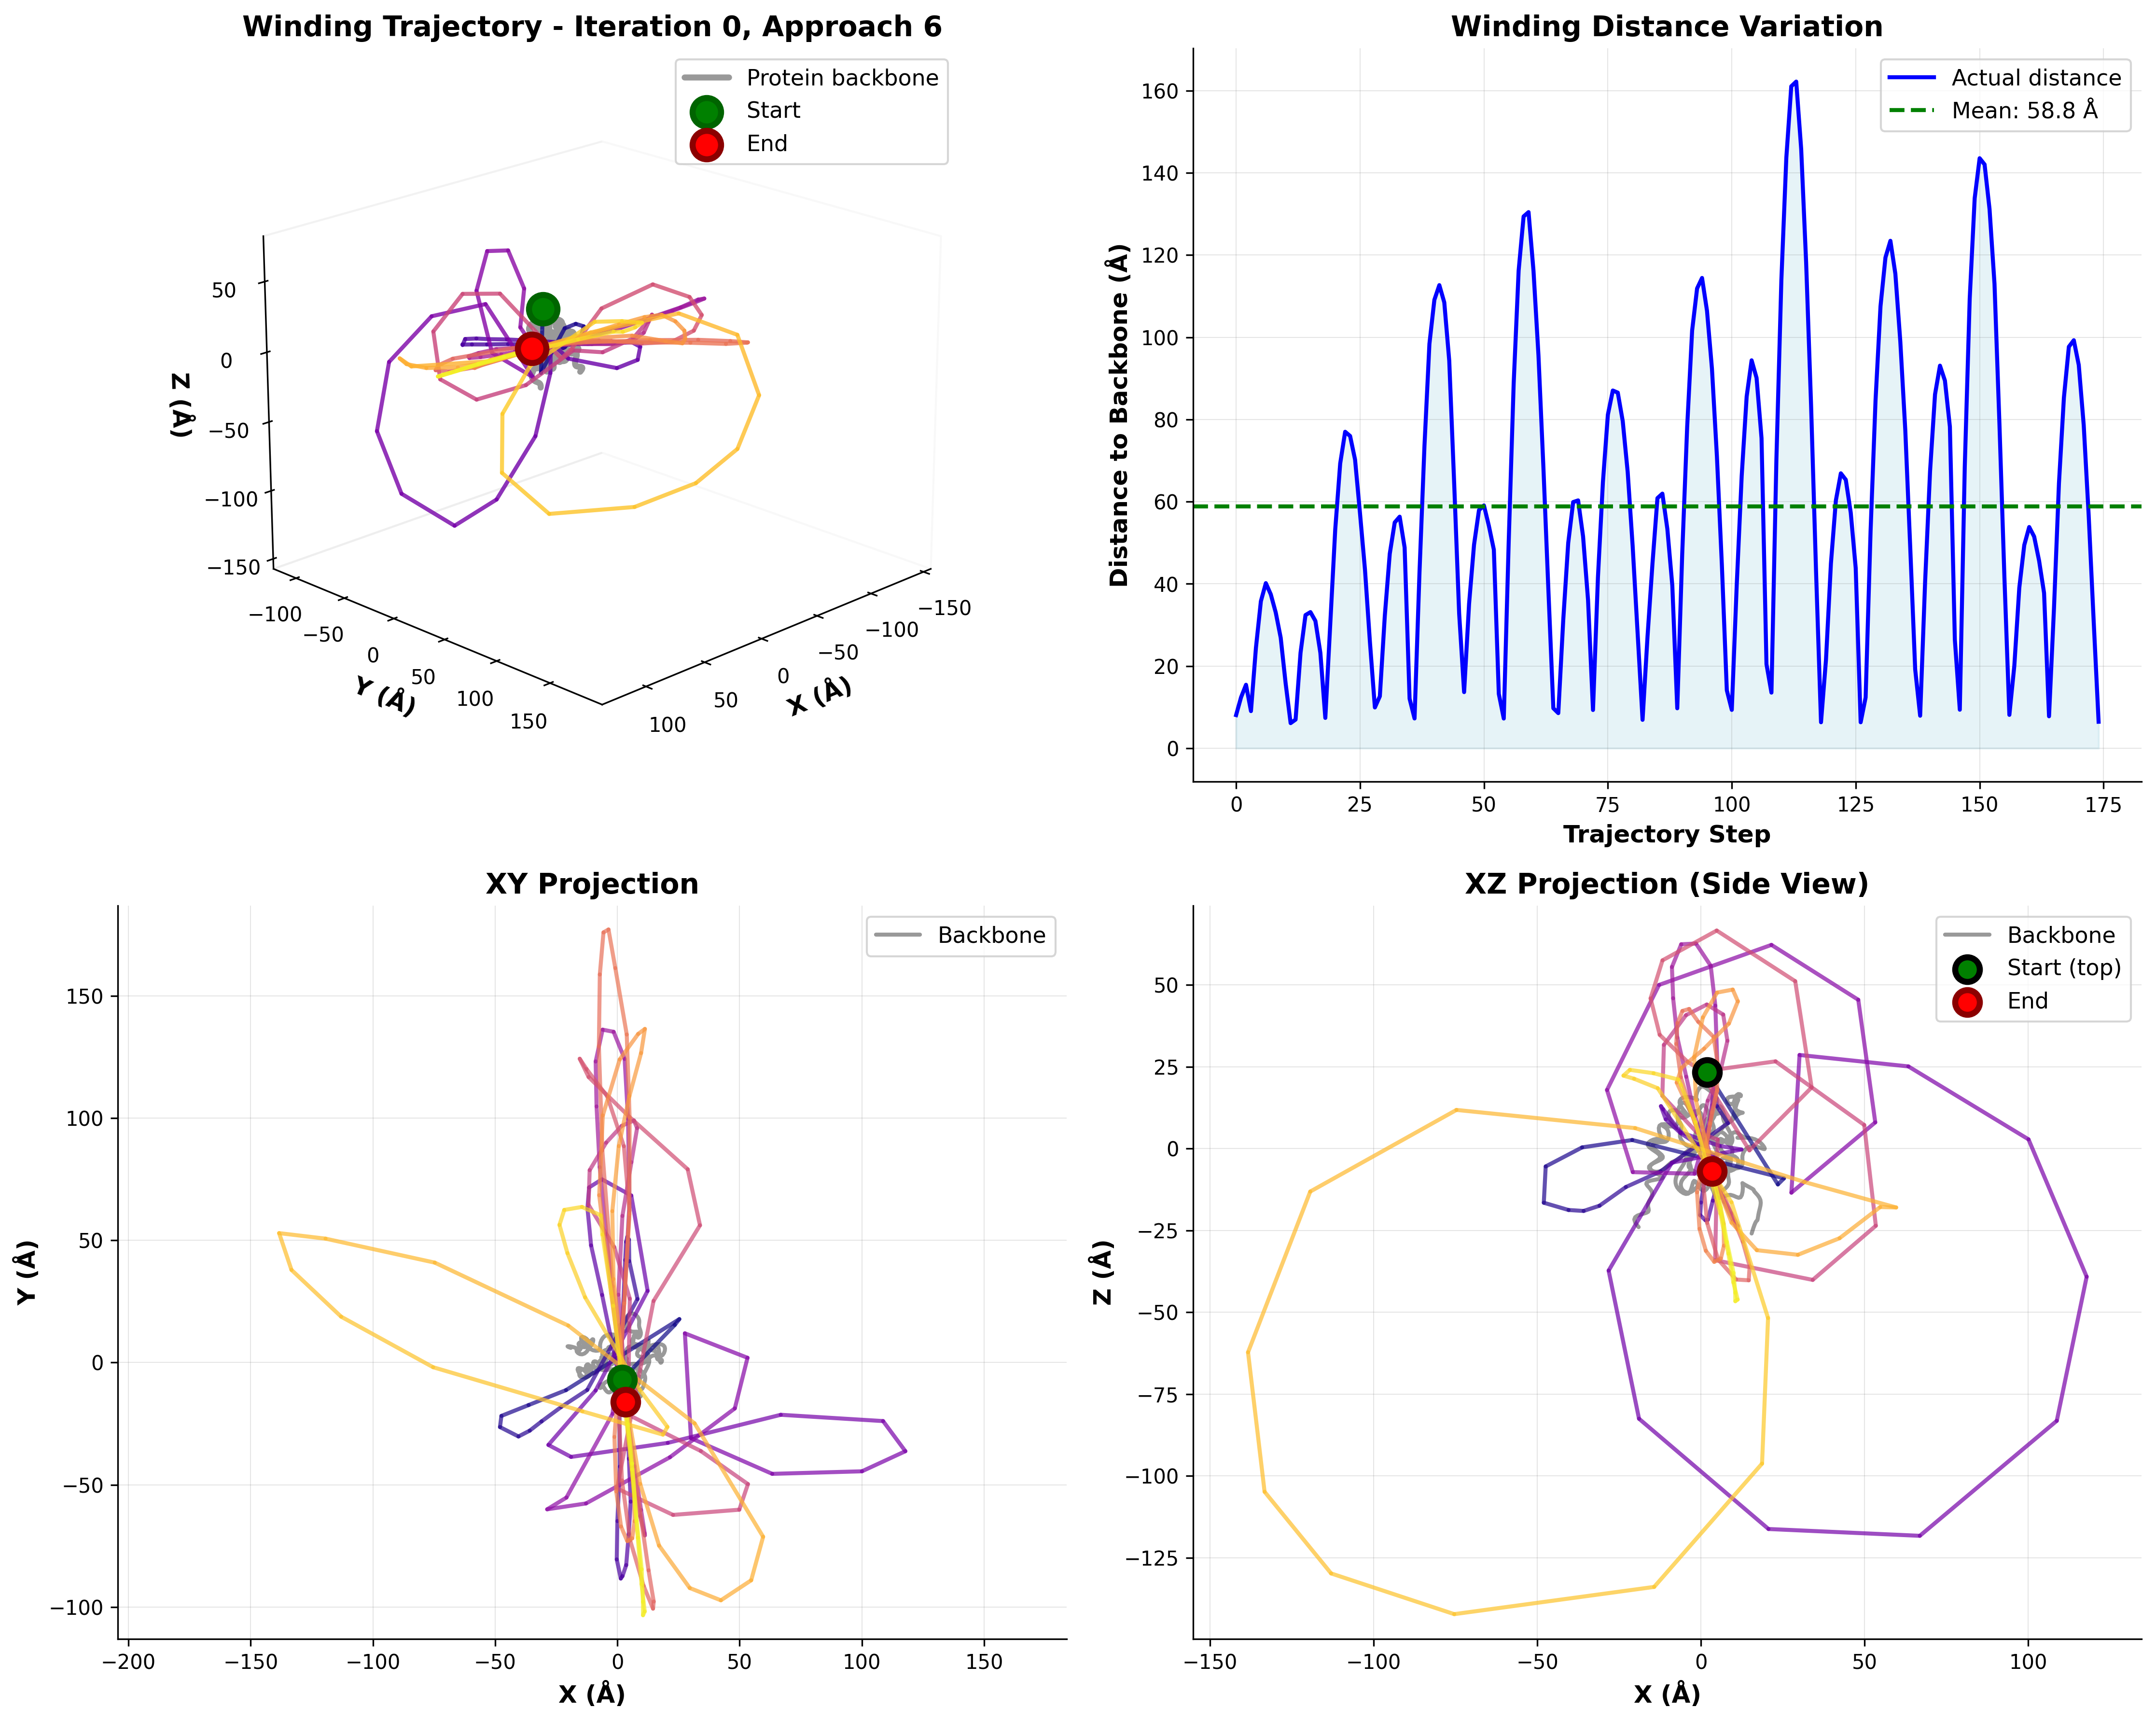 Winding Trajectory - Iteration 0, Approach 6
Protein backbone
Start
End
50
0
−50
−100
−150
Z (Å)
−100
−50
0
50
100
150
Y (Å)
100
50
0
−50
−100
−150
X (Å)
Winding Distance Variation
Actual distance
Mean: 58.8 Å
160
140
120
100
80
60
40
20
0
Distance to Backbone (Å)
0
25
50
75
100
125
150
175
Trajectory Step
XY Projection
Backbone
150
100
50
0
−50
−100
Y (Å)
−200
−150
−100
−50
0
50
100
150
X (Å)
XZ Projection (Side View)
Backbone
Start (top)
End
50
25
0
−25
−50
−75
−100
−125
Z (Å)
−150
−100
−50
0
50
100
X (Å)